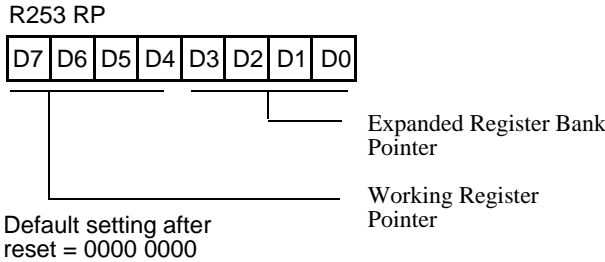 R253 RP
D7 D6 D5 D4 D3 D2 D1 D0
Expanded Register Bank
Pointer
Working Register
Pointer
Default setting after
reset = 0000 0000